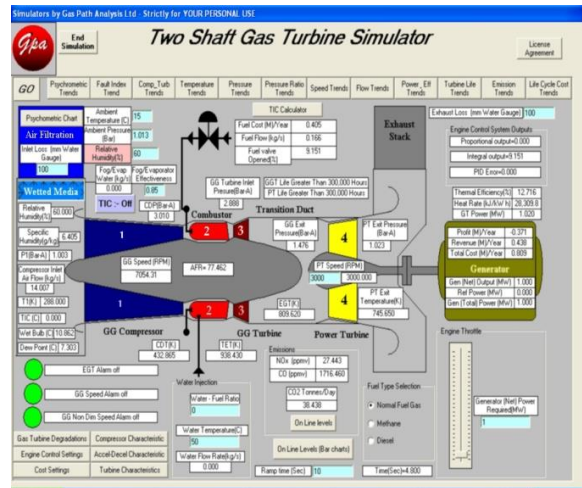 Simulators by Gas Path Analysis Ltd - Strictly for YOUR PERSONAL USE
Gpa
End Simulation
Two Shaft Gas Turbine Simulator
License Agreement
GO
Psychrometric Trends
Fault Index Trend
Comp_Turb Trends
Temperature Trends
Pressure Trends
Pressure Ratio Trends
Speed Trends
Flow Trends
Power_Eff Trends
Turbine Life Trends
Emission Trends
Life Cycle Cost Trends
Psychrometric Chart
Air Filtration
Inlet Loss (mm Water Gauge)
100
Wetted Media
Ambient Temperature (C) 15
Ambient Pressure (Bar) 1.013
Relative Humidity(%) 60
Fog/Evap Water (kg/s)
0.000
Fog/Evaporator Effectiveness
0.85
TIC :- Off
CDP(Bar-A)
3.010
TIC Calculator
Fuel Cost (M)/Year 0.405
Fuel Flow (kg/s) 0.166
Fuel valve Opened(%) 9.151
GG Turbine Inlet Pressure(Bar-A)
2.888
GGT Life Greater Than 300,000 Hours
PT Life Greater Than 300,000 Hours
Exhaust Stack
Exhaust Loss (mm Water Gauge) 100
Engine Control System Outputs
Proportional output=0.000
Integral output=9.151
PID Error=0.000
Thermal Efficiency(%) 12.716
Heat Rate (kJ/kW h) 28,309.8
GT Power (MW) 1.020
Profit (M)/Year -0.371
Revenue (M)/Year 0.438
Total Cost (M)/Year 0.809
Generator
Gen (Net) Output (MW) 1.000
Rel Power (MW) 0.000
Gen (Total) Power (MW) 1.000
Relative Humidity(%) 60.000
Specific Humidity(g/kg) 6.405
P1(Bar-A) 1.003
Compressor Inlet Air Flow (kg/s)
14.007
T1(K) 288.000
TIC (C) 0.000
Wet Bulb (C) 10.862
Dew Point (C) 7.303
Combustor
Transition Duct
1
2
3
4
GG Exit Pressure(Bar-A)
1.476
PT Exit Pressure (Bar-A)
1.023
GG Speed (RPM)
7054.31
AFR= 77.462
PT Speed (RPM)
3000
3000.000
1
2
3
4
EGT(K)
809.620
PT Exit Temperature(K)
745.650
GG Compressor
GG Turbine
Power Turbine
CDT(K)
432.865
TET(K)
938.430
EGT Alarm off
GG Speed Alarm off
GG Non Dim Speed Alarm off
Water Injection
Water - Fuel Ratio
0
Water Temperature(C)
50
Water Flow Rate(kg/s)
0.000
Emissions
NOx (ppmv) 27.443
CO (ppmv) 1716.460
CO2 Tonnes/Day
38.438
On Line levels
On Line Levels (Bar charts)
Fuel Type Selection
Normal Fuel Gas
Methane
Diesel
Engine Throttle
Generator (Net) Power Required(MW)
1
Gas Turbine Degradations
Compressor Characteristic
Engine Control Settings
Accel-Decel Characteristic
Cost Settings
Turbine Characteristics
Ramp time (Sec) 10
Time(Sec)=4.800